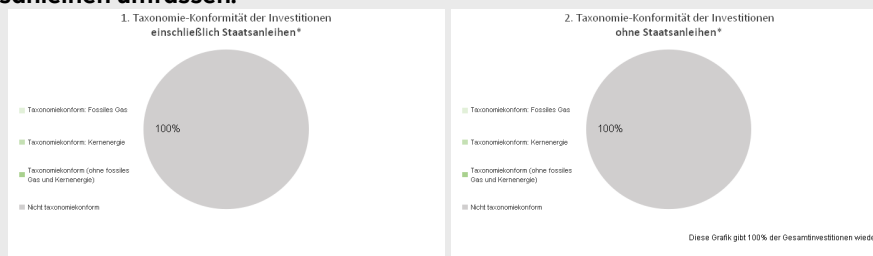 1. Taxonomie-Konformität der Investitionen
einschließlich Staatsanleihen*
Taxonomiekonform: Fossiles Gas
Taxonomiekonform: Kernenergie
Taxonomiekonform (ohne fossiles
Gas und Kernenergie)
Nicht taxonomiekonform
100%
2. Taxonomie-Konformität der Investitionen
ohne Staatsanleihen*
Taxonomiekonform: Fossiles Gas
Taxonomiekonform: Kernenergie
Taxonomiekonform (ohne fossiles
Gas und Kernenergie)
Nicht taxonomiekonform
100%
Diese Grafik gibt 100% der Gesamtinvestitionen wiede